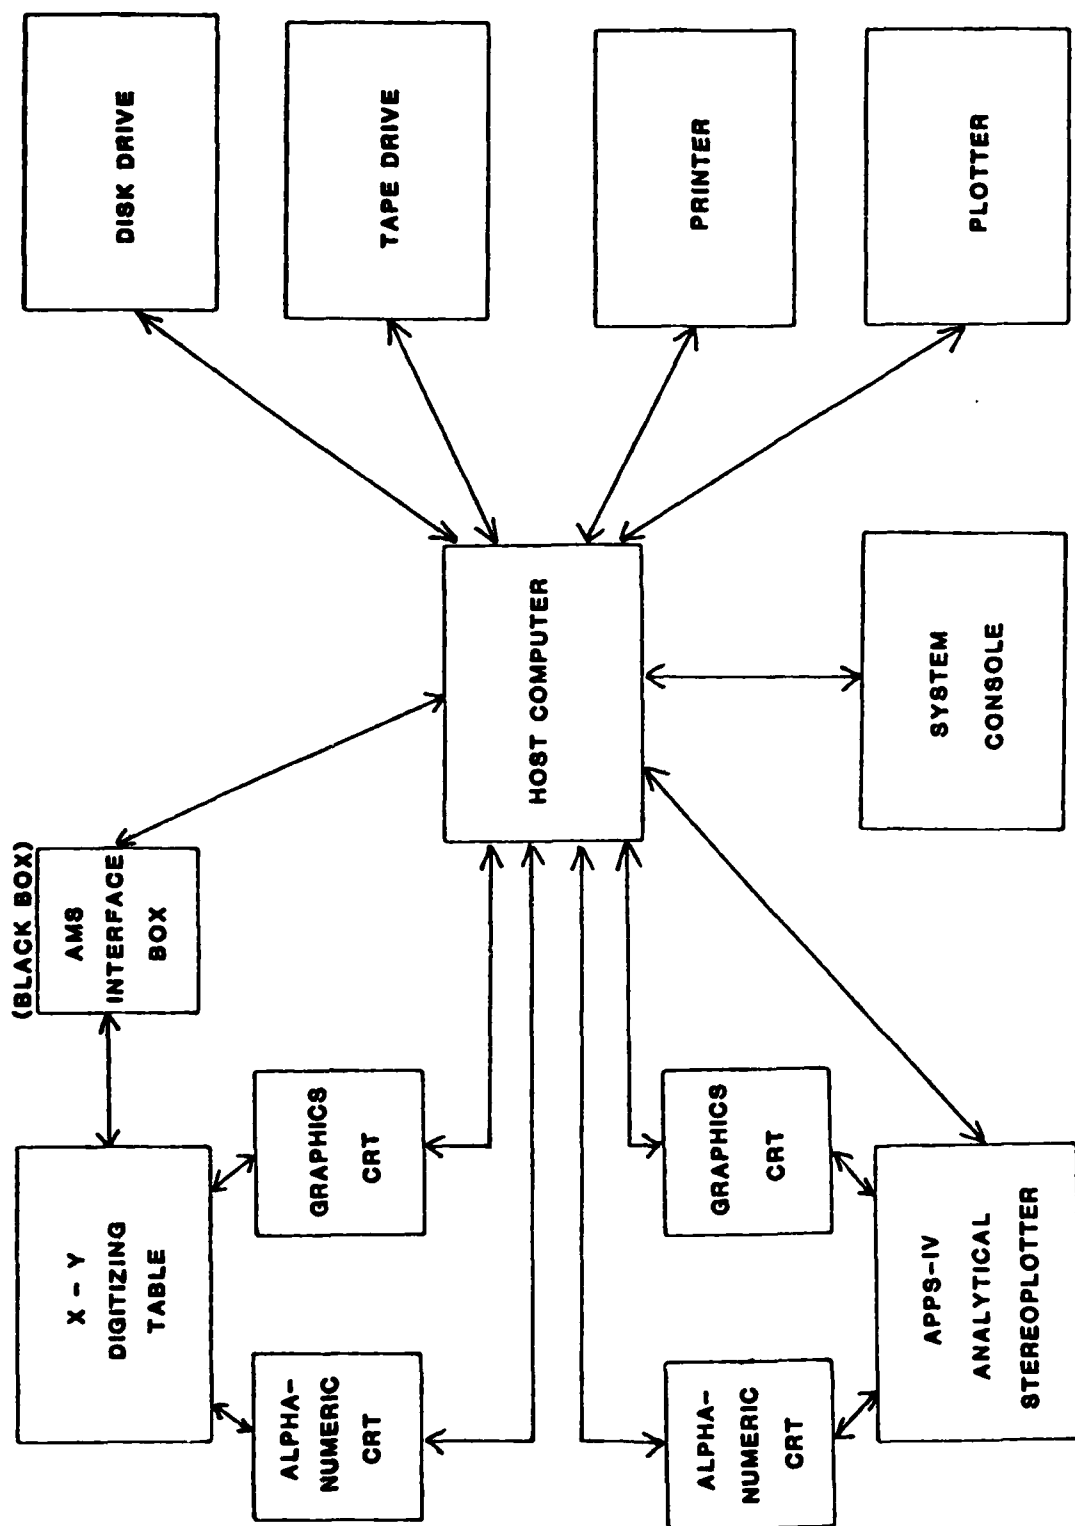 (BLACK BOX)
AMS
INTERFACE
BOX
X - Y
DIGITIZING
TABLE
GRAPHICS
CRT
ALPHA-
NUMERIC
CRT
HOST COMPUTER
DISK DRIVE
TAPE DRIVE
PRINTER
PLOTTER
SYSTEM
CONSOLE
GRAPHICS
CRT
ALPHA-
NUMERIC
CRT
APPS-IV
ANALYTICAL
STEREOPLOTTER